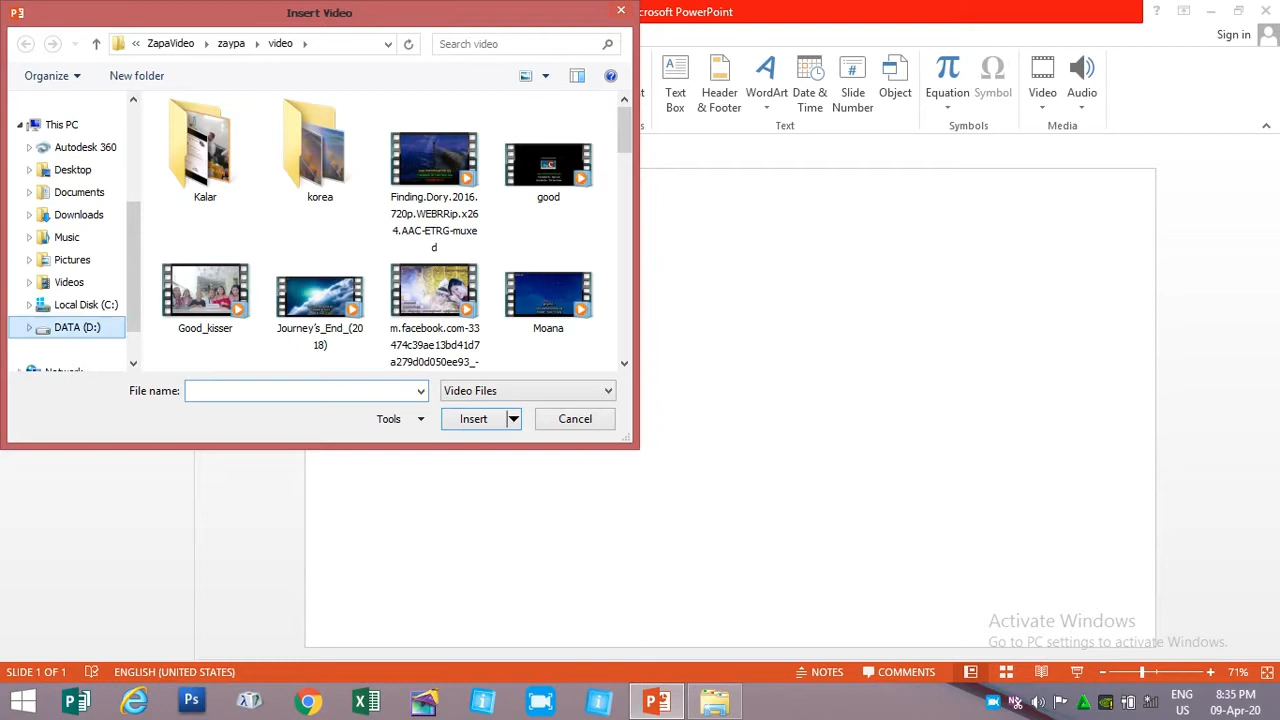 Insert Video
crosoft PowerPoint
Sign in
ZapaVideo
zaypa
video
Search video
Organize
New folder
Text Box
Header & Footer
WordArt
Date & Time
Slide Number
Object
Equation
Symbol
Video
Audio
Text
Symbols
Media
This PC
Autodesk 360
Desktop
Documents
Downloads
Music
Pictures
Videos
Local Disk (C:)
DATA (D:)
Kalar
korea
Finding.Dory.2016.
720p.WEBRRip.x26
4.AAC-ETRG-muxe
d
good
Good_kisser
Journey's_End_(20
18)
m.facebook.com-33
474c39ae13bd41d7
a279d0d050ee93_-
Moana
File name:
Video Files
Tools
Insert
Cancel
Activate Windows
Go to PC settings to activate Windows.
SLIDE 1 OF 1
ENGLISH (UNITED STATES)
NOTES
COMMENTS
71%
ENG
US
8:35 PM
09-Apr-20